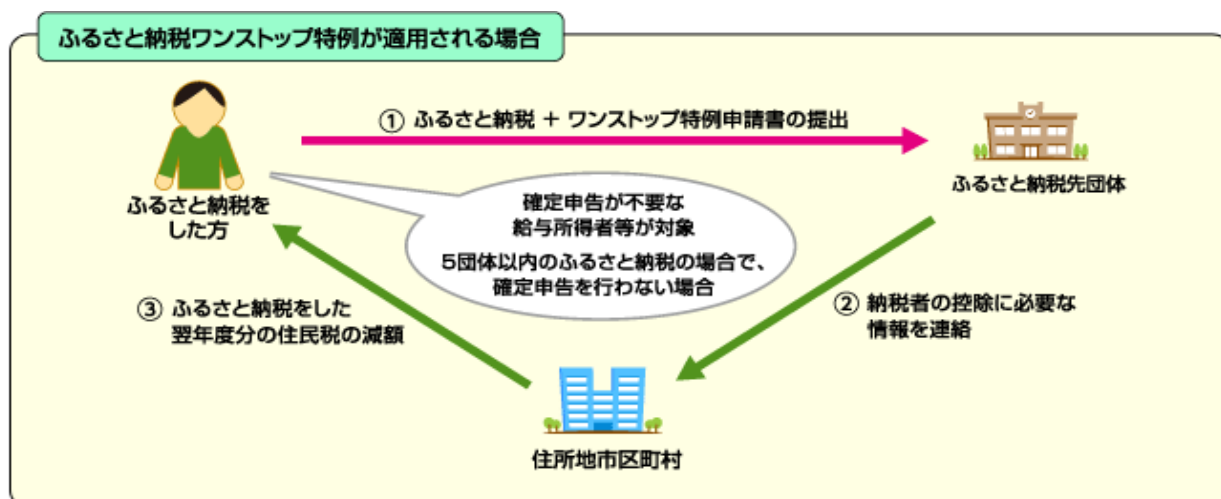 ふるさと納税ワンストップ特例が適用される場合
① ふるさと納税 + ワンストップ特例申請書の提出
ふるさと納税を
した方
ふるさと納税先団体
確定申告が不要な
給与所得者等が対象
5団体以内のふるさと納税の場合で、
確定申告を行わない場合
② 納税者の控除に必要な
情報を連絡
③ ふるさと納税をした
翌年度分の住民税の減額
住所地市区町村